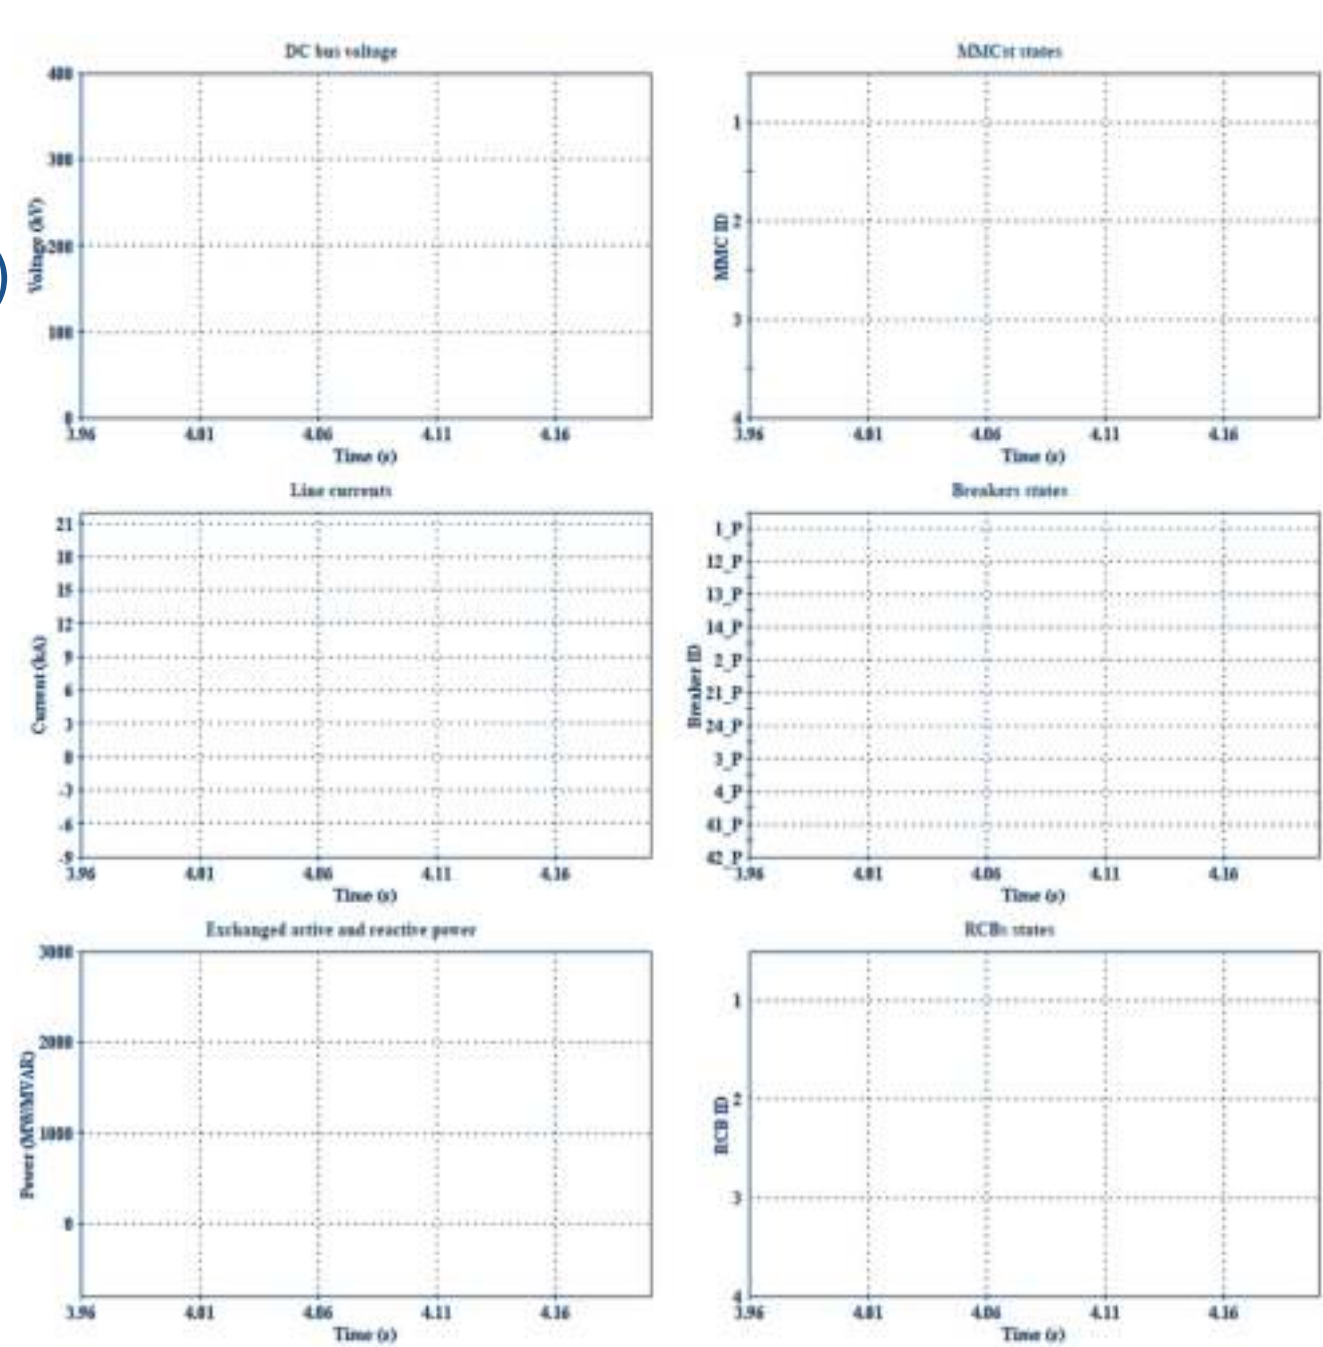 DC bus voltage
400
300
200
100
0
Voltage (kV)
3.96 4.01 4.06 4.11 4.16
Time (s)
MMCst states
1
2
3
4
MMC ID
3.96 4.01 4.06 4.11 4.16
Time (s)
Line currents
21
18
15
12
9
6
3
0
-3
-6
-9
Current (kA)
3.96 4.01 4.06 4.11 4.16
Time (s)
Breakers states
1_P
12_P
13_P
14_P
2_P
21_P
24_P
3_P
4_P
41_P
42_P
Breaker ID
3.96 4.01 4.06 4.11 4.16
Time (s)
Exchanged active and reactive power
3000
2000
1000
0
Power (MW/MVAR)
3.96 4.01 4.06 4.11 4.16
Time (s)
RCBs states
1
2
3
4
RCB ID
3.96 4.01 4.06 4.11 4.16
Time (s)